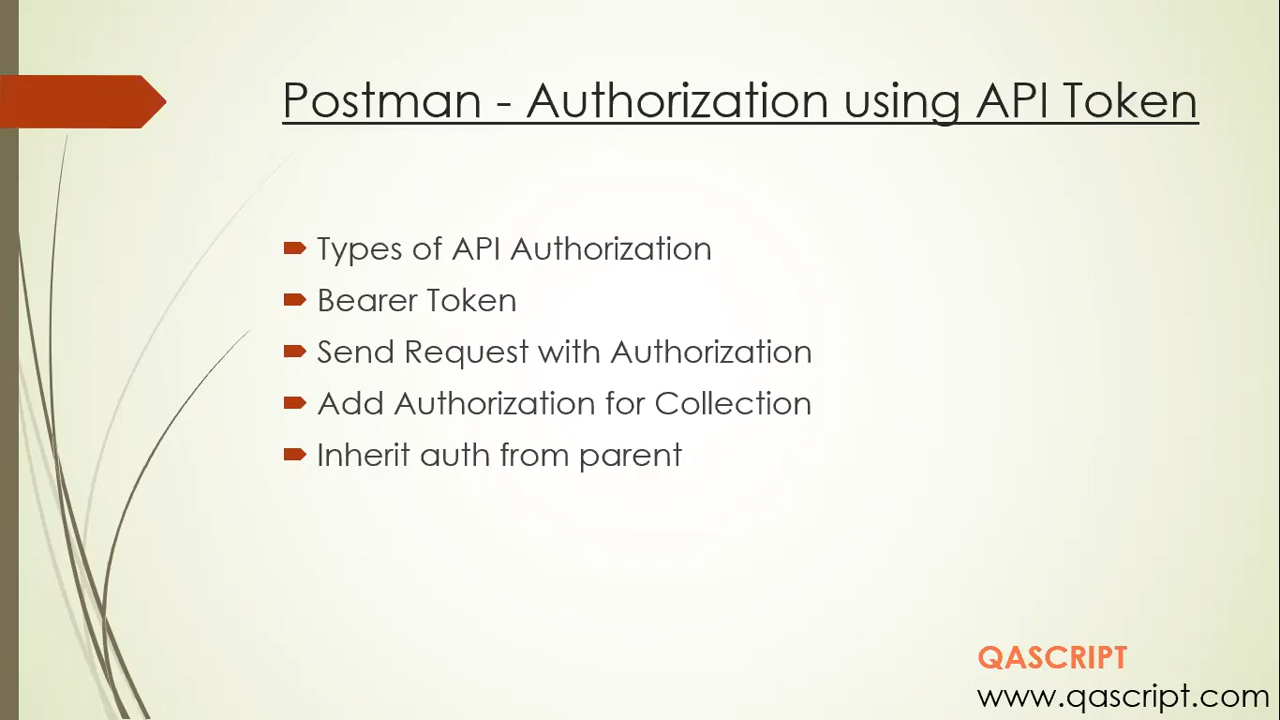 Postman - Authorization using API Token
Types of API Authorization
Bearer Token
Send Request with Authorization
Add Authorization for Collection
Inherit auth from parent
QASCRIPT
www.qascript.com